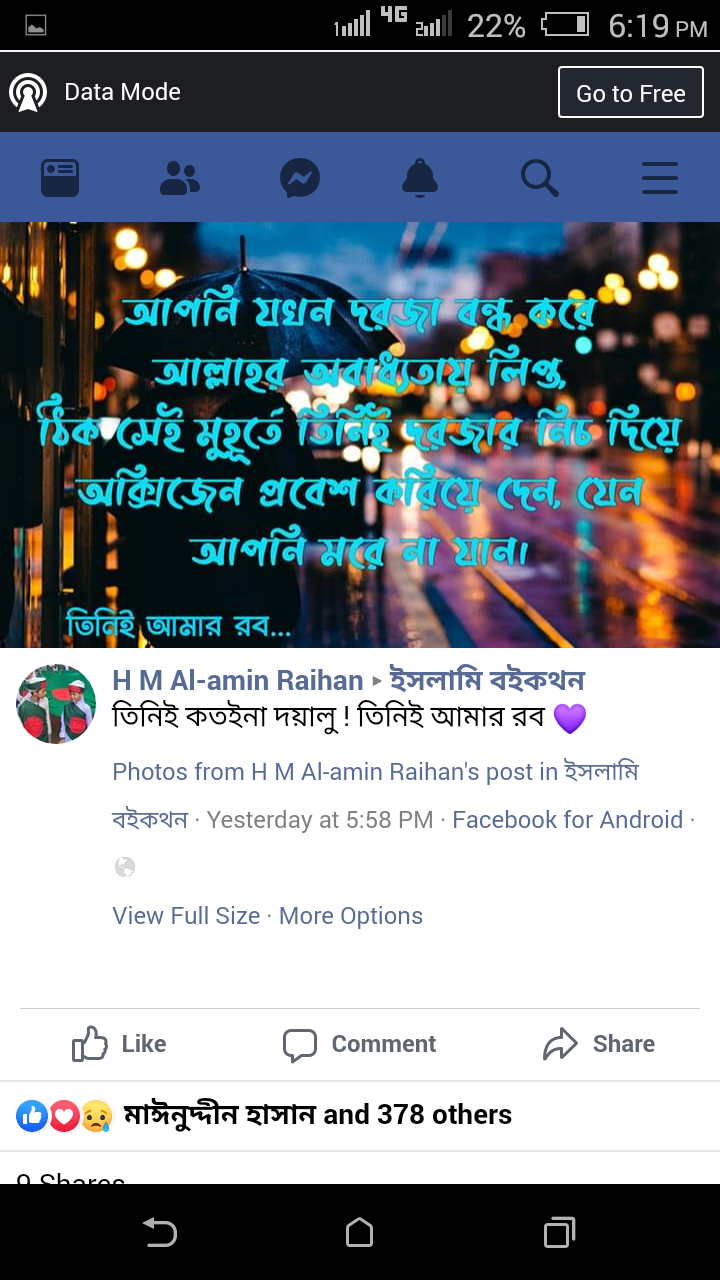 4G
22%
6:19 PM
Data Mode
Go to Free
আপনি যখন দরজা বন্ধ করে
আল্লাহর অবাধ্যতায় লিপ্ত,
ঠিক সেই মুহূর্তে তিনিই দরজার নিচ দিয়ে
অক্সিজেন প্রবেশ করিয়ে দেন, যেন
আপনি মরে না যান।
তিনিই আমার রব...
H M Al-amin Raihan ▸ ইসলামি বইকথন
তিনিই কতইনা দয়ালু ! তিনিই আমার রব 💜
Photos from H M Al-amin Raihan's post in ইসলামি
বইকথন · Yesterday at 5:58 PM · Facebook for Android ·
View Full Size · More Options
Like
Comment
Share
মাঈনুদ্দীন হাসান and 378 others
9 Shares